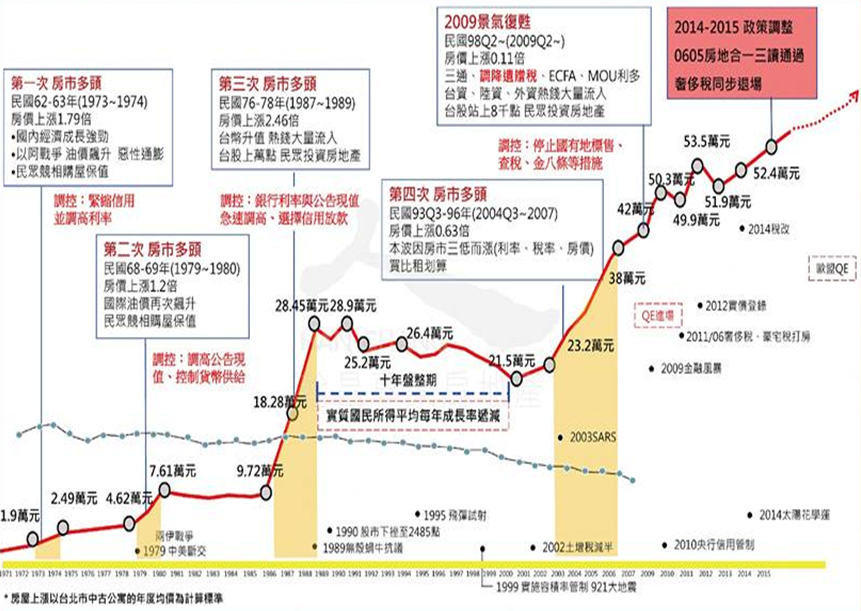 2009景氣復甦
民國98Q2~(2009Q2~)
房價上漲0.11倍
三通、調降遺贈稅、ECFA、MOU利多
台資、陸資、外資熱錢大量流入
台股站上8千點 民眾投資房地產
2014-2015 政策調整
0605房地合一三讀通過
奢侈稅同步退場
第一次 房市多頭
民國62-63年(1973~1974)
房價上漲1.79倍
•國內經濟成長強勁
•以阿戰爭 油價飆升 惡性通膨
•民眾競相購屋保值
第三次 房市多頭
民國76-78年(1987~1989)
房價上漲2.46倍
台幣升值 熱錢大量流入
台股上萬點 民眾投資房地產
調控：停止國有地標售、
查稅、金八條等措施
調控：緊縮信用
並調高利率
調控：銀行利率與公告現值
急速調高、選擇信用放款
第四次 房市多頭
民國93Q3-96年(2004Q3~2007)
房價上漲0.63倍
本波因房市三低而漲(利率、稅率、房價)
買比租划算
第二次 房市多頭
民國68-69年(1979~1980)
房價上漲1.2倍
國際油價再次飆升
民眾競相購屋保值
調控：調高公告現
值、控制貨幣供給
53.5萬元
50.3萬元
52.4萬元
51.9萬元
49.9萬元
42萬元
38萬元
28.45萬元
28.9萬元
26.4萬元
25.2萬元
23.2萬元
21.5萬元
18.28萬元
9.72萬元
7.61萬元
4.62萬元
2.49萬元
1.9萬元
十年盤整期
實質國民所得平均每年成長率遞減
QE進場
歐盟QE
•2014稅改
•2012實價登錄
•2011/06奢侈稅、豪宅稅打房
•2009金融風暴
•2003SARS
兩伊戰爭
•1979 中美斷交
•1990 股市下挫至2485點
•1989無殼蝸牛抗議
•1995 飛彈試射
•2002土增稅減半
•1999 實施容積率管制 921大地震
•2010央行信用管制
•2014太陽花學運
1971 1972 1973 1974 1975 1976 1977 1978 1979 1980 1981 1982 1983 1984 1985 1986 1987 1988 1989 1990 1991 1992 1993 1994 1995 1996 1997 1998 1999 2000 2001 2002 2003 2004 2005 2006 2007 2008 2009 2010 2011 2012 2013 2014 2015
* 房屋上漲以台北市中古公寓的年度均價為計算標準